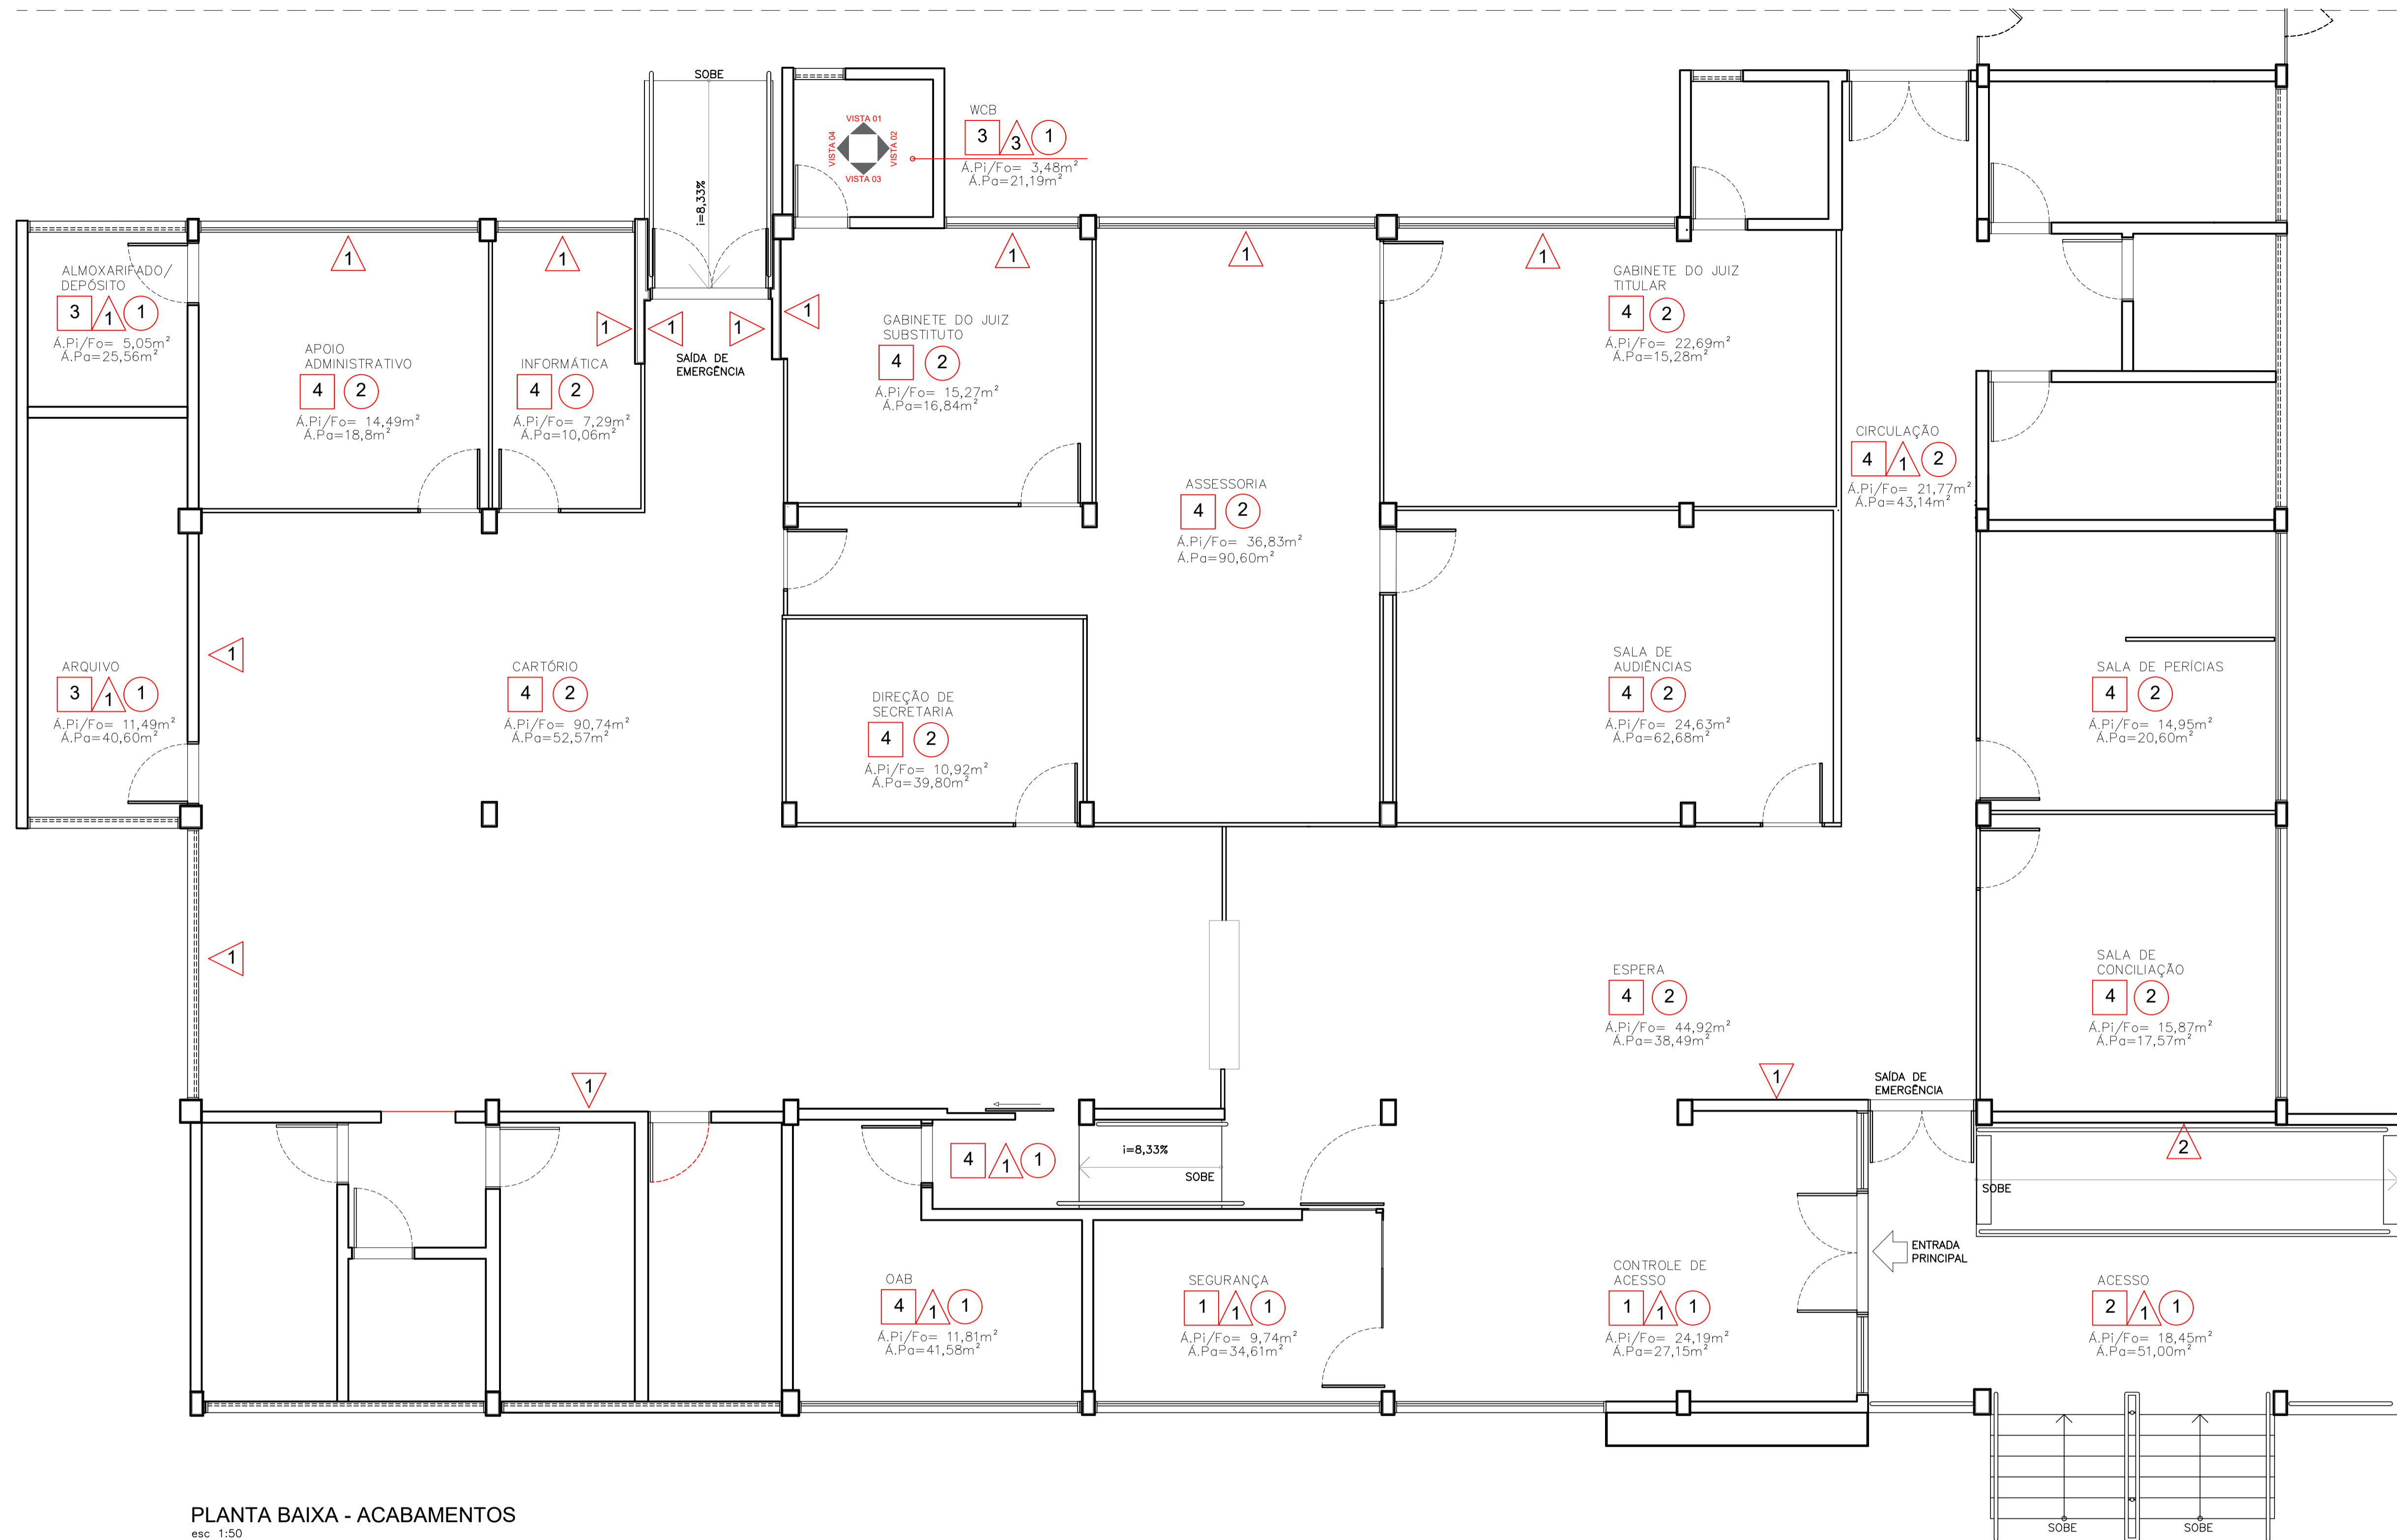 SOBE
i=8,33%
VISTA 01
VISTA 04
VISTA 02
VISTA 03
WCB
3 3 1
Á.Pi/Fo= 3,48m²
Á.Pa=21,19m²
1
1
1
1
1
ALMOXARIFADO/
DEPÓSITO
3 1 1
Á.Pi/Fo= 5,05m²
Á.Pa=25,56m²
APOIO
ADMINISTRATIVO
4 2
Á.Pi/Fo= 14,49m²
Á.Pa=18,8m²
INFORMÁTICA
4 2
Á.Pi/Fo= 7,29m²
Á.Pa=10,06m²
1
1
1
1
SAÍDA DE
EMERGÊNCIA
GABINETE DO JUIZ
SUBSTITUTO
4 2
Á.Pi/Fo= 15,27m²
Á.Pa=16,84m²
GABINETE DO JUIZ
TITULAR
4 2
Á.Pi/Fo= 22,69m²
Á.Pa=15,28m²
CIRCULAÇÃO
4 1 2
Á.Pi/Fo= 21,77m²
Á.Pa=43,14m²
ASSESSORIA
4 2
Á.Pi/Fo= 36,83m²
Á.Pa=90,60m²
ARQUIVO
3 1 1
Á.Pi/Fo= 11,49m²
Á.Pa=40,60m²
1
CARTÓRIO
4 2
Á.Pi/Fo= 90,74m²
Á.Pa=52,57m²
DIREÇÃO DE
SECRETARIA
4 2
Á.Pi/Fo= 10,92m²
Á.Pa=39,80m²
SALA DE
AUDIÊNCIAS
4 2
Á.Pi/Fo= 24,63m²
Á.Pa=62,68m²
SALA DE PERÍCIAS
4 2
Á.Pi/Fo= 14,95m²
Á.Pa=20,60m²
1
ESPERA
4 2
Á.Pi/Fo= 44,92m²
Á.Pa=38,49m²
SALA DE
CONCILIAÇÃO
4 2
Á.Pi/Fo= 15,87m²
Á.Pa=17,57m²
1
1
SAÍDA DE
EMERGÊNCIA
2
4 1 1
i=8,33%
SOBE
SOBE
ENTRADA
PRINCIPAL
OAB
4 1 1
Á.Pi/Fo= 11,81m²
Á.Pa=41,58m²
SEGURANÇA
1 1 1
Á.Pi/Fo= 9,74m²
Á.Pa=34,61m²
CONTROLE DE
ACESSO
1 1 1
Á.Pi/Fo= 24,19m²
Á.Pa=27,15m²
ACESSO
2 1 1
Á.Pi/Fo= 18,45m²
Á.Pa=51,00m²
SOBE
SOBE
PLANTA BAIXA - ACABAMENTOS
esc 1:50